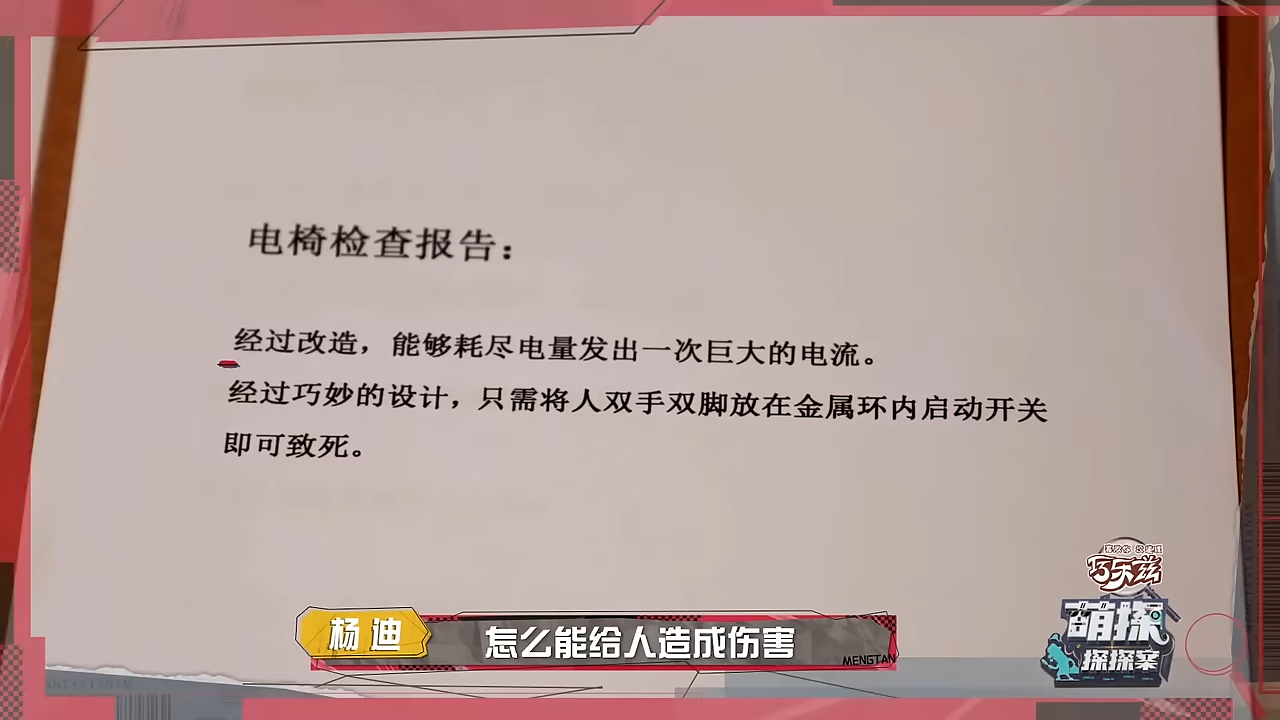 电椅检查报告：
经过改造，能够耗尽电量发出一次巨大的电流。
经过巧妙的设计，只需将人双手双脚放在金属环内启动开关
即可致死。
杨迪
怎么能给人造成伤害
MENGTAN
巧乐兹
萌探
探探案